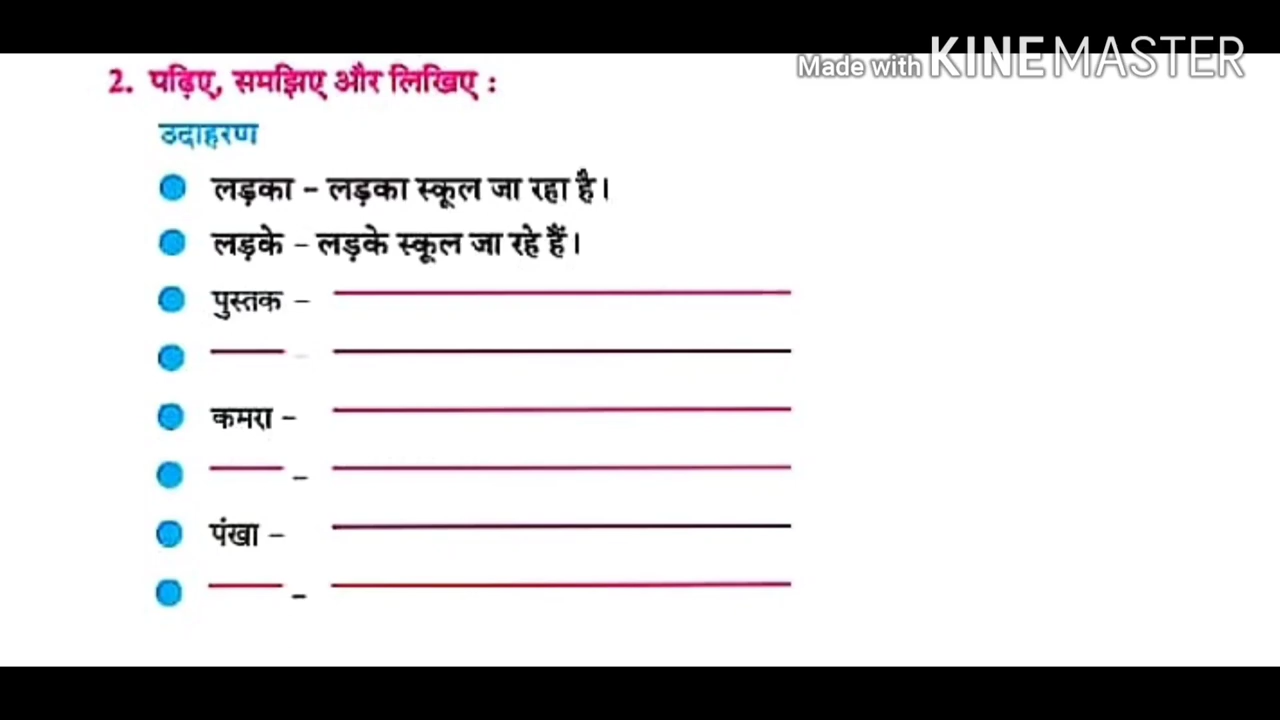 Made with KINEMASTER
2. पढ़िए, समझिए और लिखिए :
उदाहरण
लड़का – लड़का स्कूल जा रहा है।
लड़के – लड़के स्कूल जा रहे हैं।
पुस्तक –
–
कमरा –
–
पंखा –
–